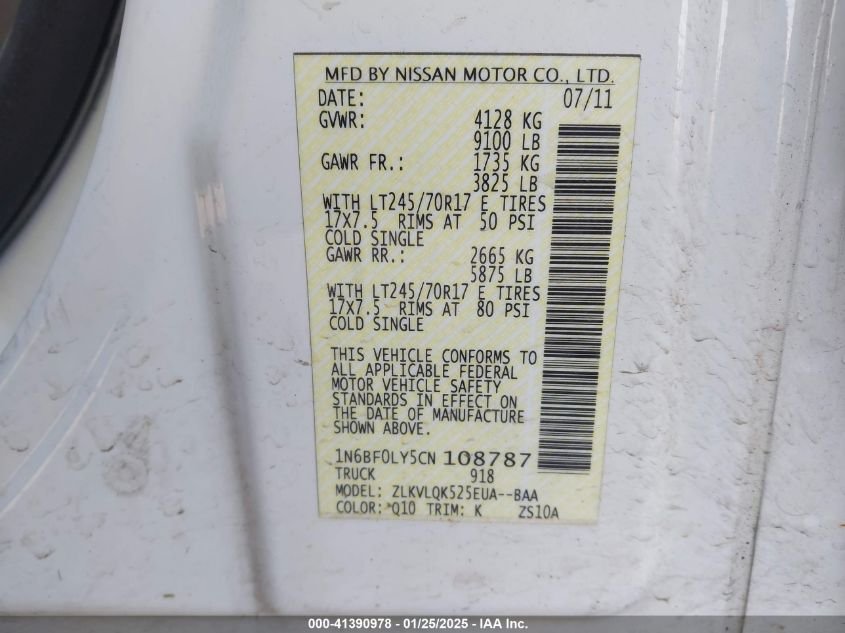 MFD BY NISSAN MOTOR CO., LTD.
DATE: 07/11
GVWR: 4128 KG
9100 LB
GAWR FR.: 1735 KG
3825 LB
WITH LT245/70R17 E TIRES
17X7.5 RIMS AT 50 PSI
COLD SINGLE
GAWR RR.: 2665 KG
5875 LB
WITH LT245/70R17 E TIRES
17X7.5 RIMS AT 80 PSI
COLD SINGLE
THIS VEHICLE CONFORMS TO
ALL APPLICABLE FEDERAL
MOTOR VEHICLE SAFETY
STANDARDS IN EFFECT ON
THE DATE OF MANUFACTURE
SHOWN ABOVE.
1N6BF0LY5CN 108787
TRUCK 918
MODEL: ZLKVLQK525EUA--BAA
COLOR: Q10 TRIM: K ZS10A
000-41390978 - 01/25/2025 - IAA Inc.